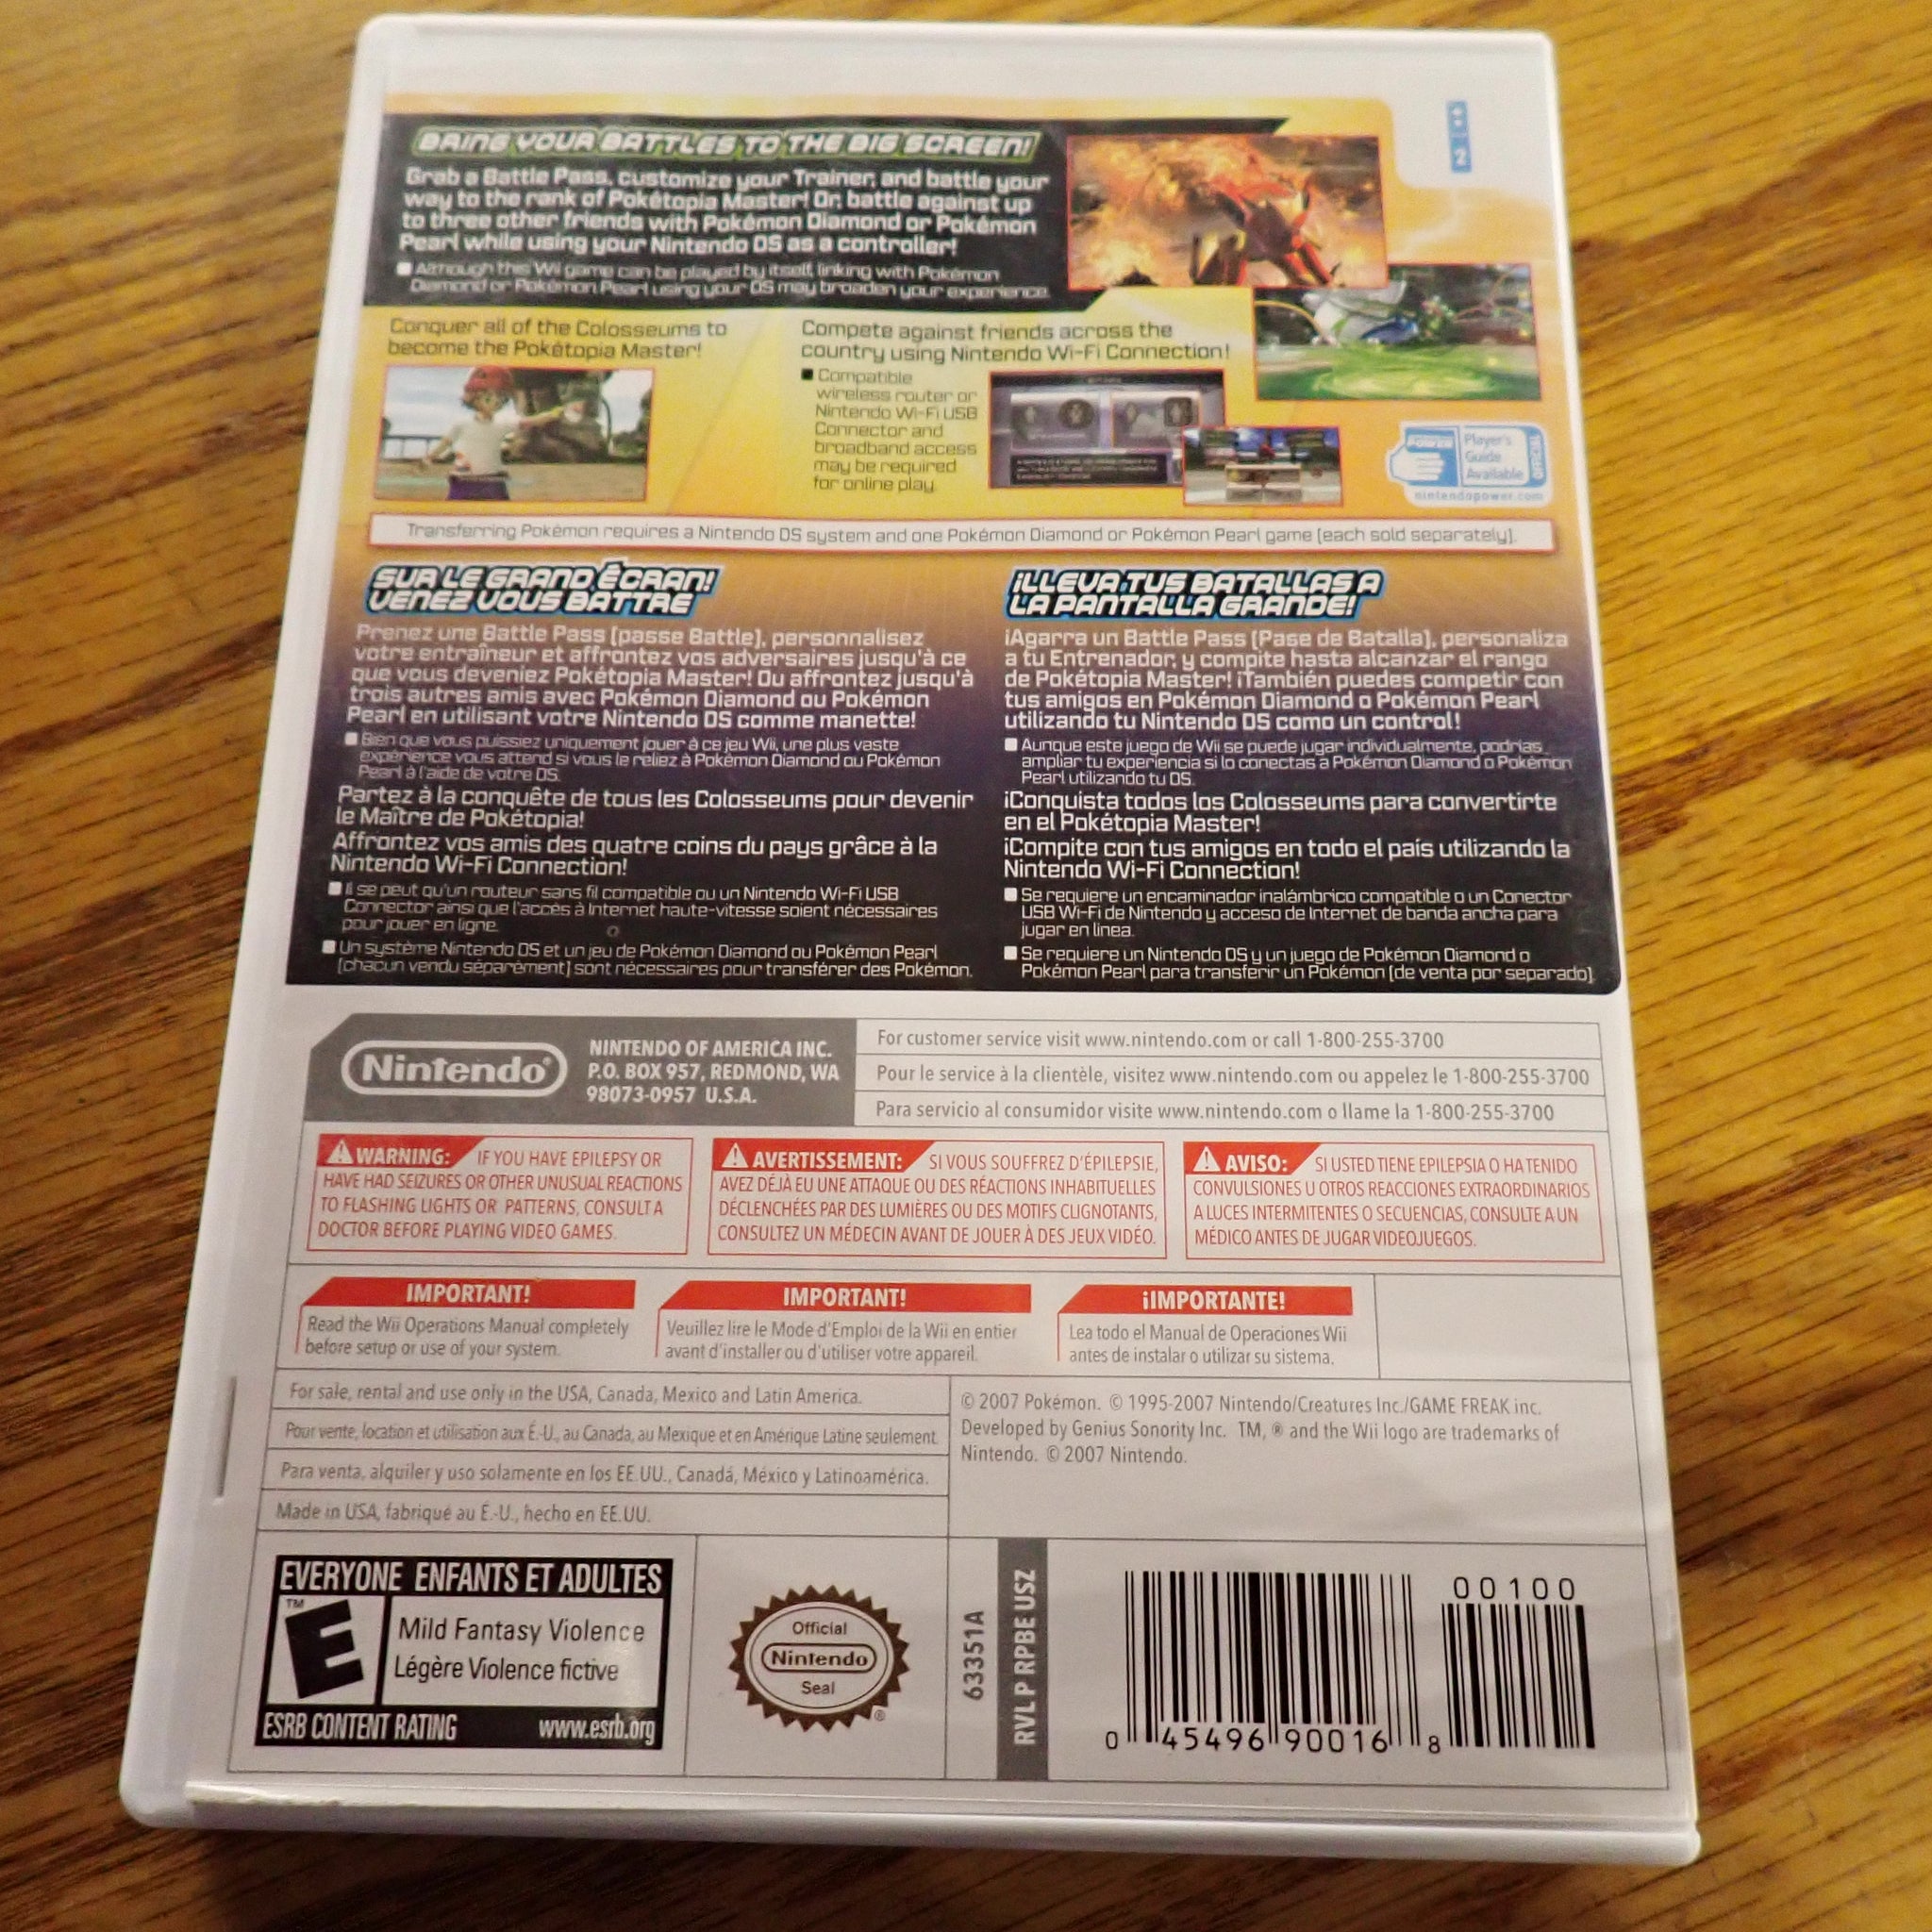 2
BRING YOUR BATTLES TO THE BIG SCREEN!
Grab a Battle Pass, customize your Trainer, and battle your
way to the rank of Pokétopia Master! Or, battle against up
to three other friends with Pokémon Diamond or Pokémon
Pearl while using your Nintendo DS as a controller!
Although this Wii game can be played by itself, linking with Pokémon
Diamond or Pokémon Pearl using your DS may broaden your experience.
Conquer all of the Colosseums to
become the Pokétopia Master!
Compete against friends across the
country using Nintendo Wi-Fi Connection!
Compatible
wireless router or
Nintendo Wi-Fi USB
Connector and
broadband access
may be required
for online play.
POWER
Player's
Guide
Available
OFFICIAL
nintendopower.com
Transferring Pokémon requires a Nintendo DS system and one Pokémon Diamond or Pokémon Pearl game (each sold separately).
SUR LE GRAND ÉCRAN!
VENEZ VOUS BATTRE
Prenez une Battle Pass (passe Battle), personnalisez
votre entraîneur et affrontez vos adversaires jusqu'à ce
que vous deveniez Pokétopia Master! Ou affrontez jusqu'à
trois autres amis avec Pokémon Diamond ou Pokémon
Pearl en utilisant votre Nintendo DS comme manette!
Bien que vous puissiez uniquement jouer à ce jeu Wii, une plus vaste
expérience vous attend si vous le reliez à Pokémon Diamond ou Pokémon
Pearl à l'aide de votre DS.
Partez à la conquête de tous les Colosseums pour devenir
le Maître de Pokétopia!
Affrontez vos amis des quatre coins du pays grâce à la
Nintendo Wi-Fi Connection!
Il se peut qu'un routeur sans fil compatible ou un Nintendo Wi-Fi USB
Connector ainsi que l'accès à Internet haute-vitesse soient nécessaires
pour jouer en ligne.
Un système Nintendo DS et un jeu de Pokémon Diamond ou Pokémon Pearl
(chacun vendu séparément) sont nécessaires pour transférer des Pokémon.
¡LLEVA TUS BATALLAS A
LA PANTALLA GRANDE!
¡Agarra un Battle Pass (Pase de Batalla), personaliza
a tu Entrenador, y compite hasta alcanzar el rango
de Pokétopia Master! ¡También puedes competir con
tus amigos en Pokémon Diamond o Pokémon Pearl
utilizando tu Nintendo DS como un control!
Aunque este juego de Wii se puede jugar individualmente, podrías
ampliar tu experiencia si lo conectas a Pokémon Diamond o Pokémon
Pearl utilizando tu DS.
¡Conquista todos los Colosseums para convertirte
en el Pokétopia Master!
¡Compite con tus amigos en todo el país utilizando la
Nintendo Wi-Fi Connection!
Se requiere un encaminador inalámbrico compatible o un Conector
USB Wi-Fi de Nintendo y acceso de Internet de banda ancha para
jugar en línea.
Se requiere un Nintendo DS y un juego de Pokémon Diamond o
Pokémon Pearl para transferir un Pokémon (de venta por separado).
Nintendo®
NINTENDO OF AMERICA INC.
P.O. BOX 957, REDMOND, WA
98073-0957 U.S.A.
For customer service visit www.nintendo.com or call 1-800-255-3700
Pour le service à la clientèle, visitez www.nintendo.com ou appelez le 1-800-255-3700
Para servicio al consumidor visite www.nintendo.com o llame la 1-800-255-3700
WARNING: IF YOU HAVE EPILEPSY OR
HAVE HAD SEIZURES OR OTHER UNUSUAL REACTIONS
TO FLASHING LIGHTS OR PATTERNS, CONSULT A
DOCTOR BEFORE PLAYING VIDEO GAMES.
AVERTISSEMENT: SI VOUS SOUFFREZ D'ÉPILEPSIE,
AVEZ DÉJÀ EU UNE ATTAQUE OU DES RÉACTIONS INHABITUELLES
DÉCLENCHÉES PAR DES LUMIÈRES OU DES MOTIFS CLIGNOTANTS,
CONSULTEZ UN MÉDECIN AVANT DE JOUER À DES JEUX VIDÉO.
AVISO: SI USTED TIENE EPILEPSIA O HA TENIDO
CONVULSIONES U OTROS REACCIONES EXTRAORDINARIOS
A LUCES INTERMITENTES O SECUENCIAS, CONSULTE A UN
MÉDICO ANTES DE JUGAR VIDEOJUEGOS.
IMPORTANT!
Read the Wii Operations Manual completely
before setup or use of your system.
IMPORTANT!
Veuillez lire le Mode d'Emploi de la Wii en entier
avant d'installer ou d'utiliser votre appareil.
¡IMPORTANTE!
Lea todo el Manual de Operaciones Wii
antes de instalar o utilizar su sistema.
For sale, rental and use only in the USA, Canada, Mexico and Latin America.
Pour vente, location et utilisation aux É.-U., au Canada, au Mexique et en Amérique Latine seulement.
Para venta, alquiler y uso solamente en los EE.UU., Canadá, México y Latinoamérica.
Made in USA, fabriqué au É.-U., hecho en EE.UU.
© 2007 Pokémon. © 1995-2007 Nintendo/Creatures Inc./GAME FREAK inc.
Developed by Genius Sonority Inc. TM, ® and the Wii logo are trademarks of
Nintendo. © 2007 Nintendo.
EVERYONE ENFANTS ET ADULTES
TM
E
Mild Fantasy Violence
Légère Violence fictive
ESRB CONTENT RATING www.esrb.org
Official
Nintendo
Seal
®
63351A
RVL P RPBE USZ
00100
0 45496 90016 8